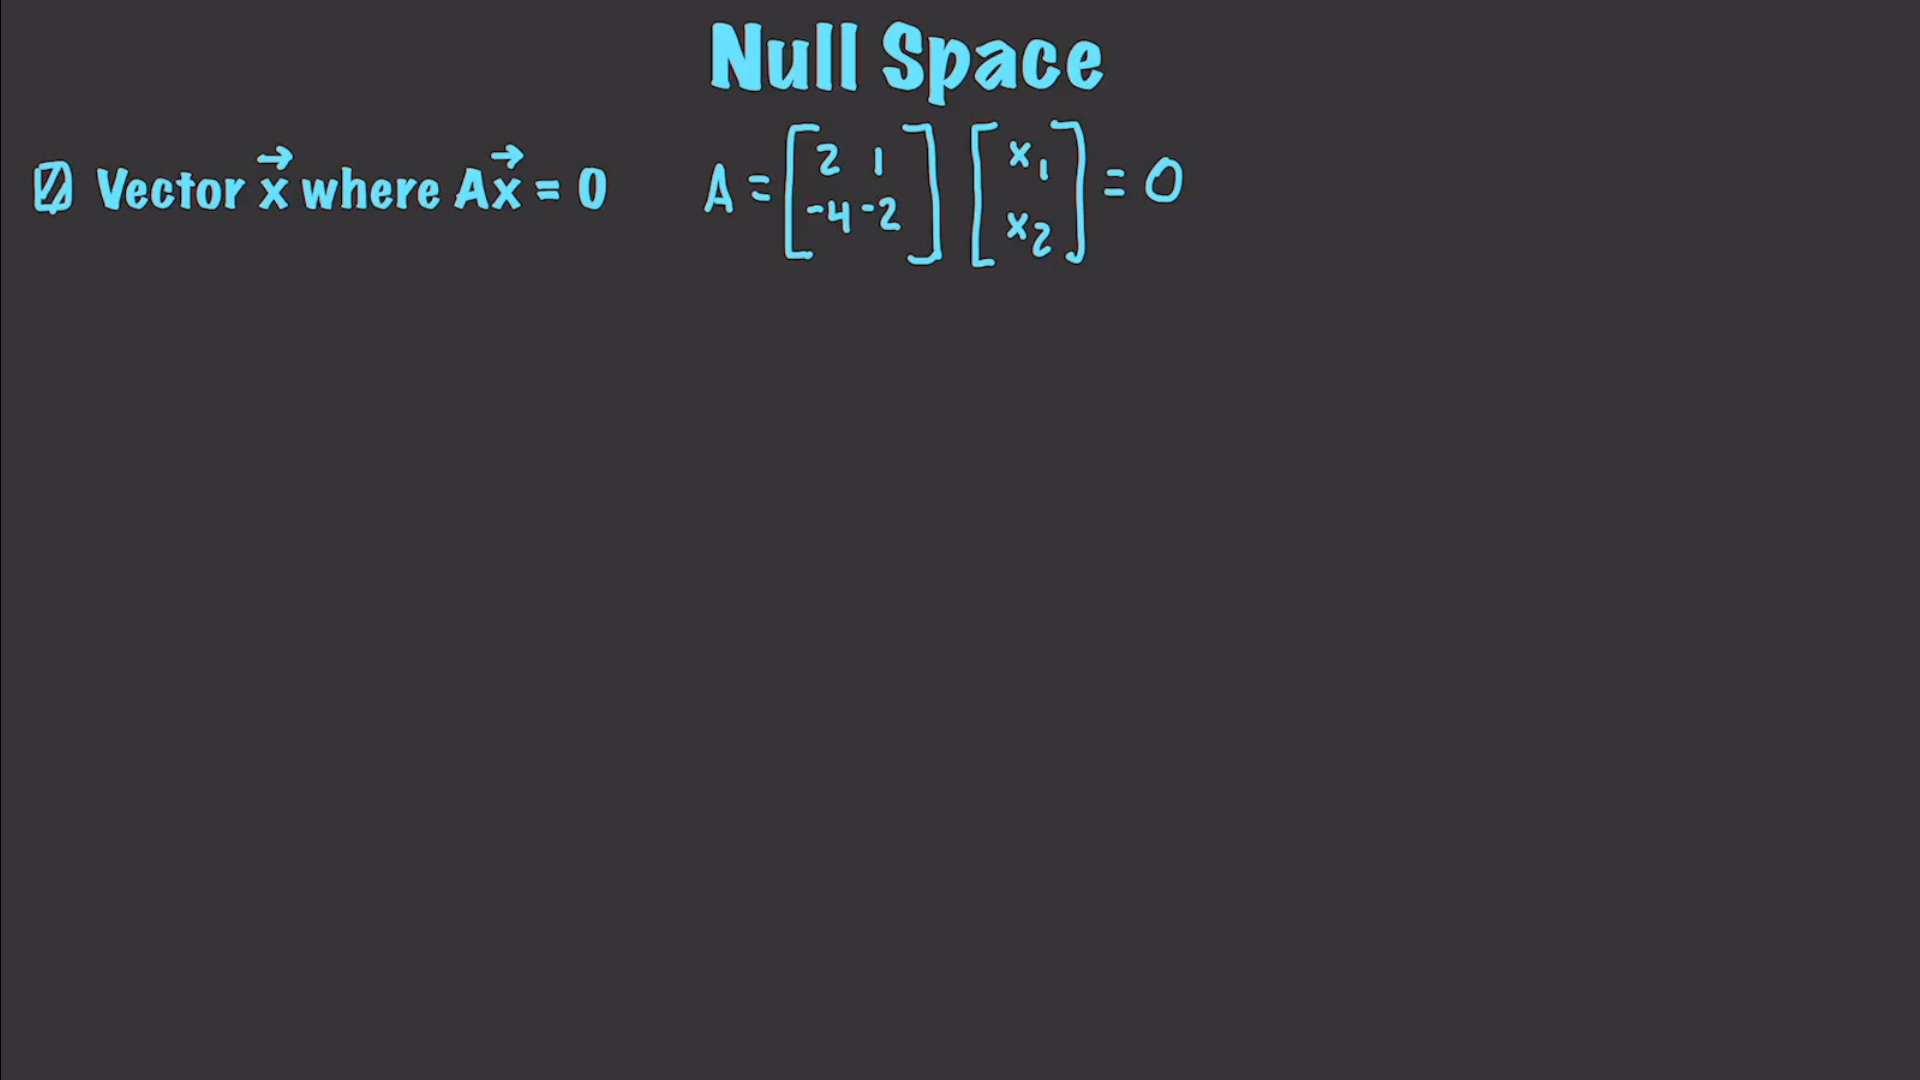 Null Space
☑ Vector x⃗ where Ax⃗ = 0
A = [2 1; -4 -2] [x₁; x₂] = 0